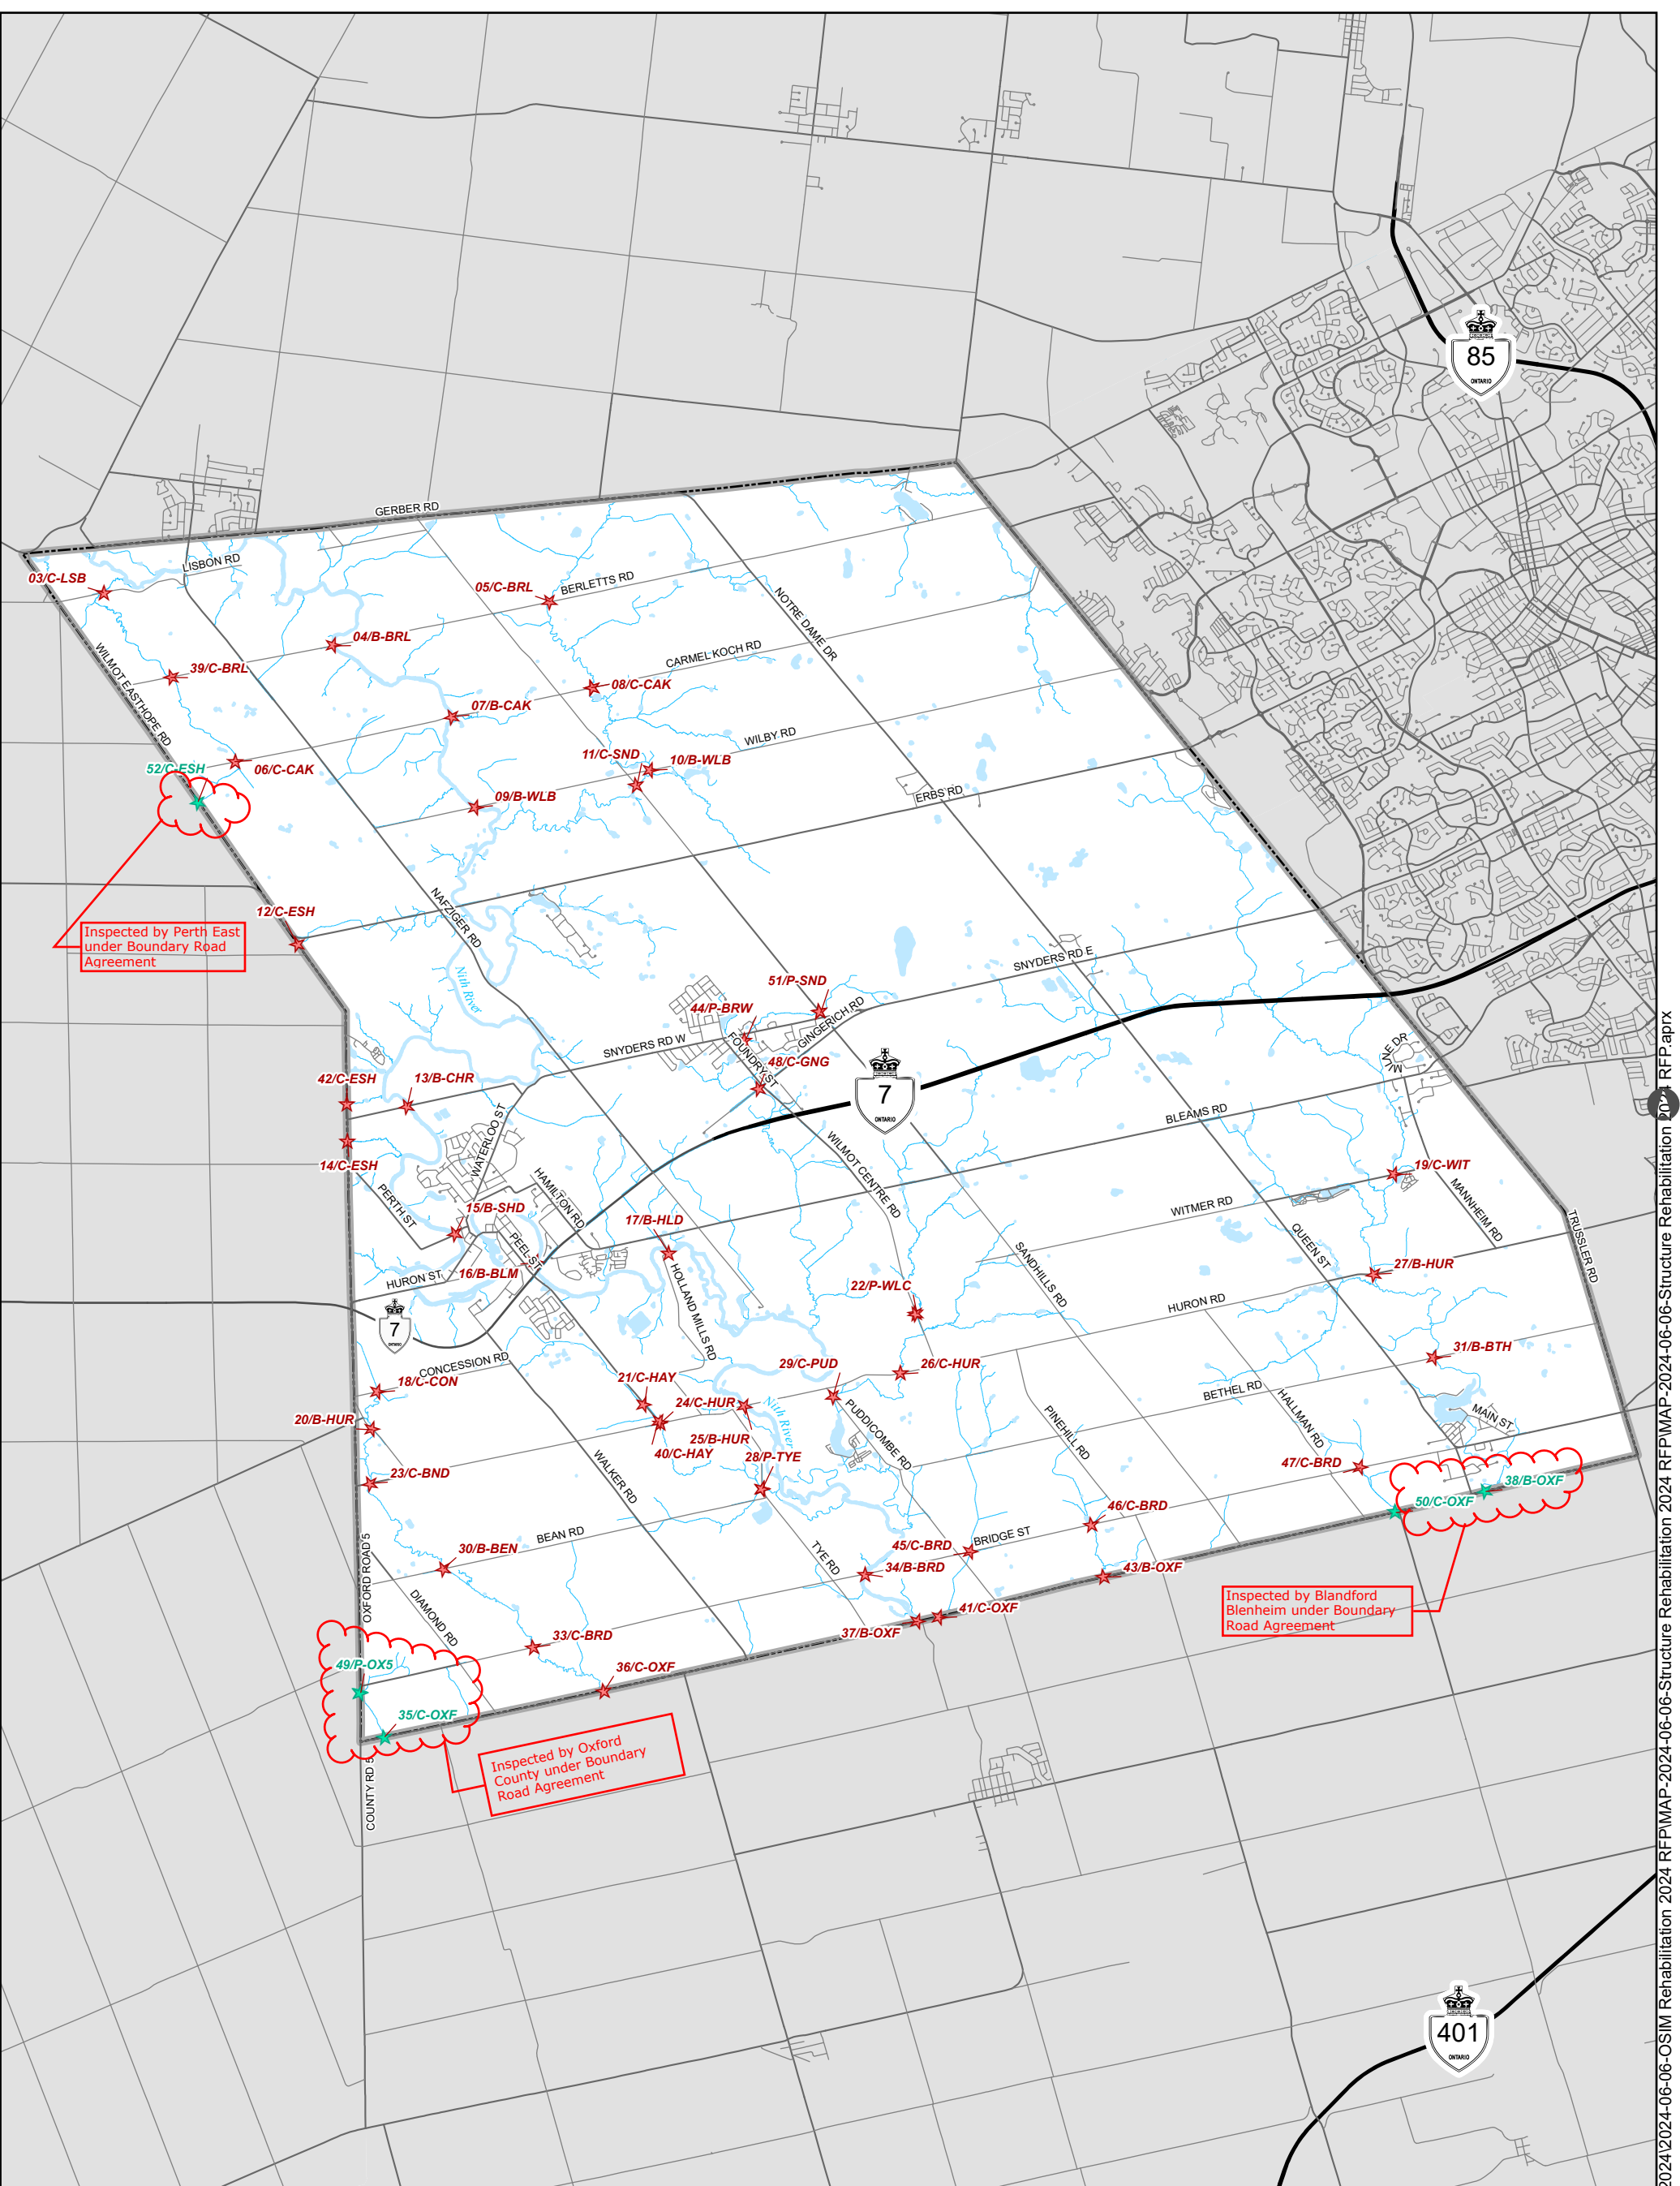 85
ONTARIO
GERBER RD
LISBON RD
03/C-LSB
05/C-BRL
BERLETTS RD
NOTRE DAME DR
04/B-BRL
39/C-BRL
WILMOT EASTHOPE RD
CARMEL KOCH RD
08/C-CAK
07/B-CAK
WILBY RD
11/C-SND
10/B-WLB
52/C-ESH
06/C-CAK
09/B-WLB
ERBS RD
NAFZIGER RD
12/C-ESH
Inspected by Perth East
under Boundary Road
Agreement
Nith River
SNYDERS RD E
51/P-SND
44/P-BRW
GINGERICH RD
FOUNDRY ST
SNYDERS RD W
48/C-GNG
7
ONTARIO
42/C-ESH
13/B-CHR
WATERLOO ST
BLEAMS RD
14/C-ESH
PERTH ST
HAMILTON RD
WILMOT CENTRE RD
19/C-WIT
MANNHEIM RD
15/B-SHD
17/B-HLD
WITMER RD
TRUSSLER RD
PEEL ST
QUEEN ST
SANDHILLS RD
HURON ST
16/B-BLM
HOLLAND MILLS RD
27/B-HUR
22/P-WLC
HURON RD
7
ONTARIO
31/B-BTH
CONCESSION RD
18/C-CON
29/C-PUD
26/C-HUR
21/C-HAY
24/C-HUR
BETHEL RD
20/B-HUR
Nith River
PUDDICOMBE RD
PINEHILL RD
HALLMAN RD
MAIN ST
25/B-HUR
40/C-HAY
28/P-TYE
23/C-BND
WALKER RD
47/C-BRD
38/B-OXF
50/C-OXF
46/C-BRD
BEAN RD
BRIDGE ST
45/C-BRD
30/B-BEN
TYE RD
34/B-BRD
43/B-OXF
OXFORD ROAD 5
DIAMOND RD
41/C-OXF
37/B-OXF
Inspected by Blandford
Blenheim under Boundary
Road Agreement
33/C-BRD
49/P-OX5
36/C-OXF
35/C-OXF
Inspected by Oxford
County under Boundary
Road Agreement
COUNTY RD 5
401
ONTARIO